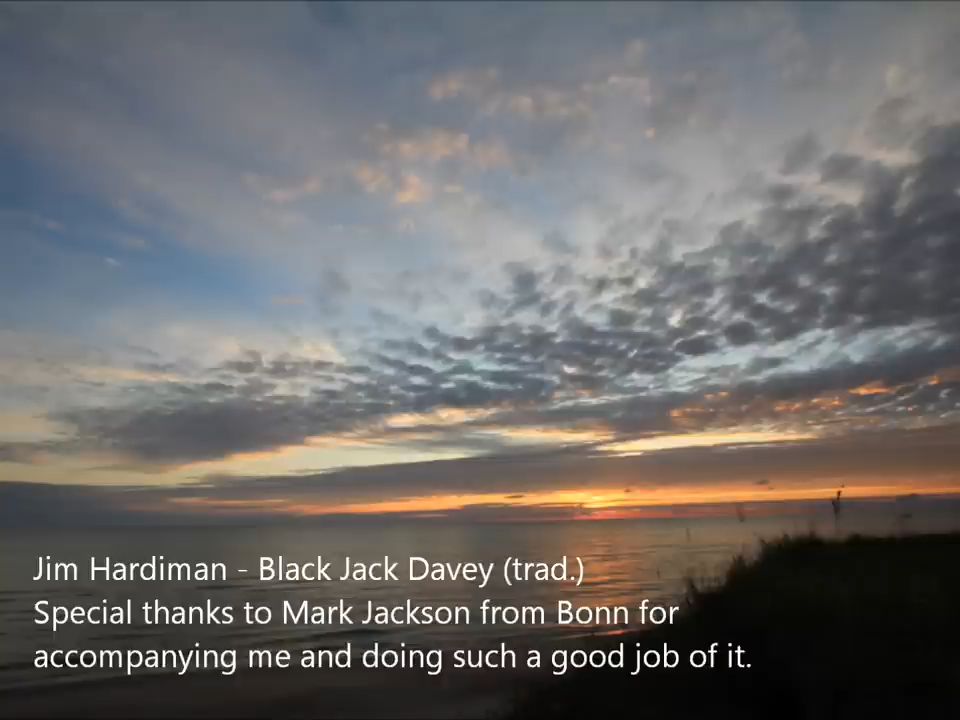 Jim Hardiman - Black Jack Davey (trad.)
Special thanks to Mark Jackson from Bonn for
accompanying me and doing such a good job of it.